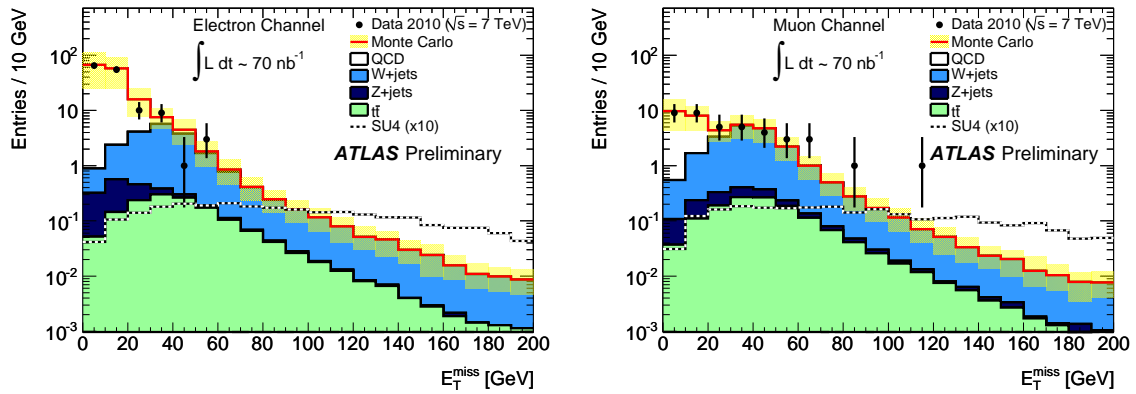 Entries / 10 GeV
Electron Channel
∫ L dt ~ 70 nb⁻¹
Data 2010 (√s = 7 TeV)
Monte Carlo
QCD
W+jets
Z+jets
tt̄
SU4 (x10)
ATLAS Preliminary
10²
10
1
10⁻¹
10⁻²
10⁻³
0 20 40 60 80 100 120 140 160 180 200
E_T^miss [GeV]
Entries / 10 GeV
Muon Channel
∫ L dt ~ 70 nb⁻¹
Data 2010 (√s = 7 TeV)
Monte Carlo
QCD
W+jets
Z+jets
tt̄
SU4 (x10)
ATLAS Preliminary
10²
10
1
10⁻¹
10⁻²
10⁻³
0 20 40 60 80 100 120 140 160 180 200
E_T^miss [GeV]